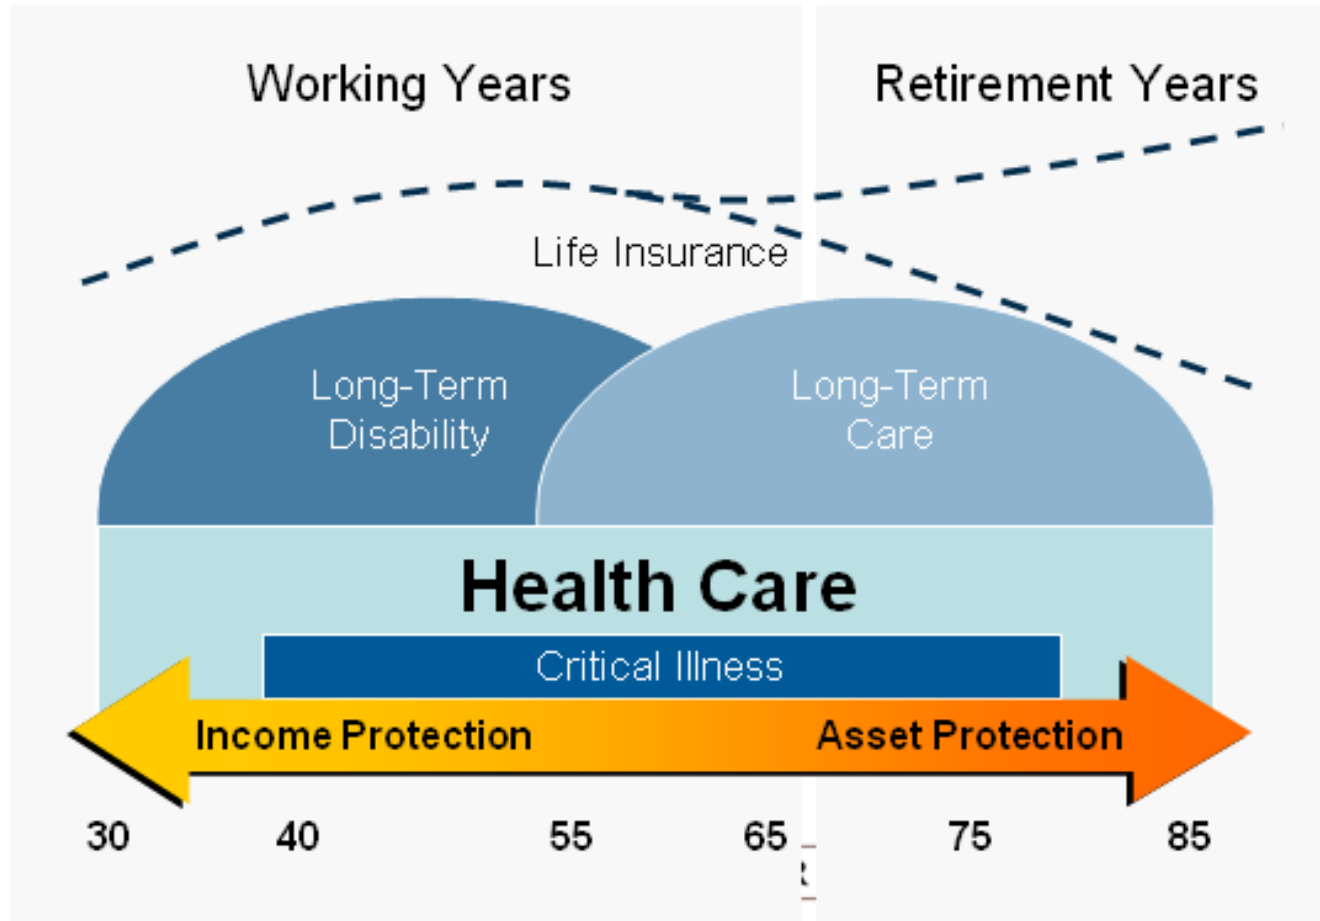 Working Years
Retirement Years
Life Insurance
Long-Term
Disability
Long-Term
Care
Health Care
Critical Illness
Income Protection
Asset Protection
30 40 55 65 75 85